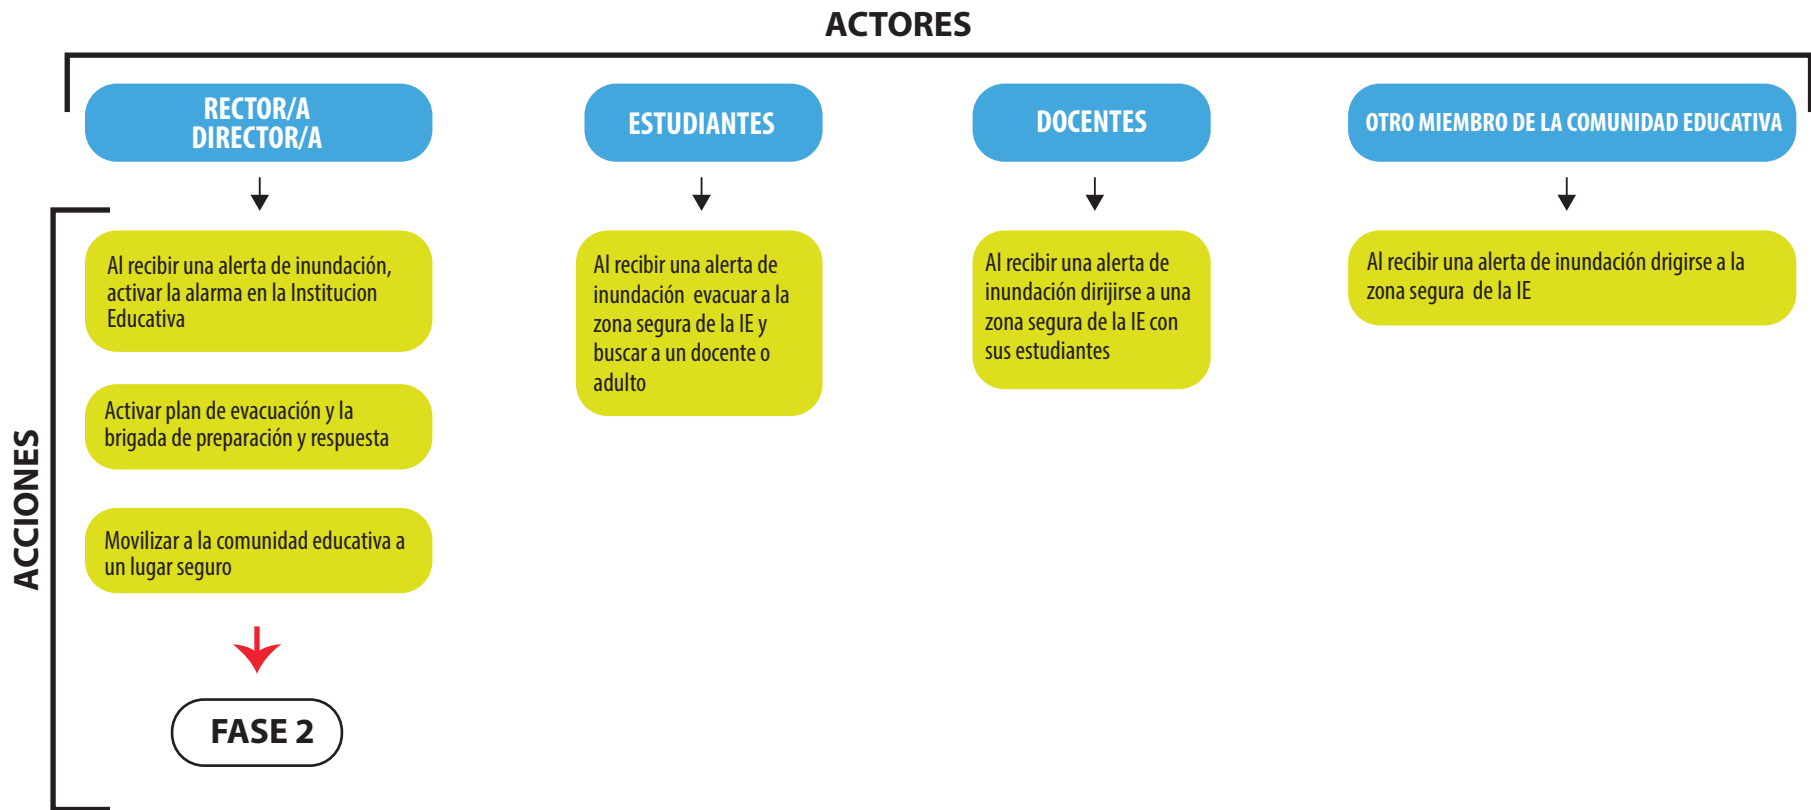 ACTORES
RECTOR/A
DIRECTOR/A
ESTUDIANTES
DOCENTES
OTRO MIEMBRO DE LA COMUNIDAD EDUCATIVA
ACCIONES
Al recibir una alerta de inundación,
activar la alarma en la Institucion
Educativa
Activar plan de evacuación y la
brigada de preparación y respuesta
Movilizar a la comunidad educativa a
un lugar seguro
FASE 2
Al recibir una alerta de
inundación evacuar a la
zona segura de la IE y
buscar a un docente o
adulto
Al recibir una alerta de
inundación dirijirse a una
zona segura de la IE con
sus estudiantes
Al recibir una alerta de inundación drigirse a la
zona segura de la IE